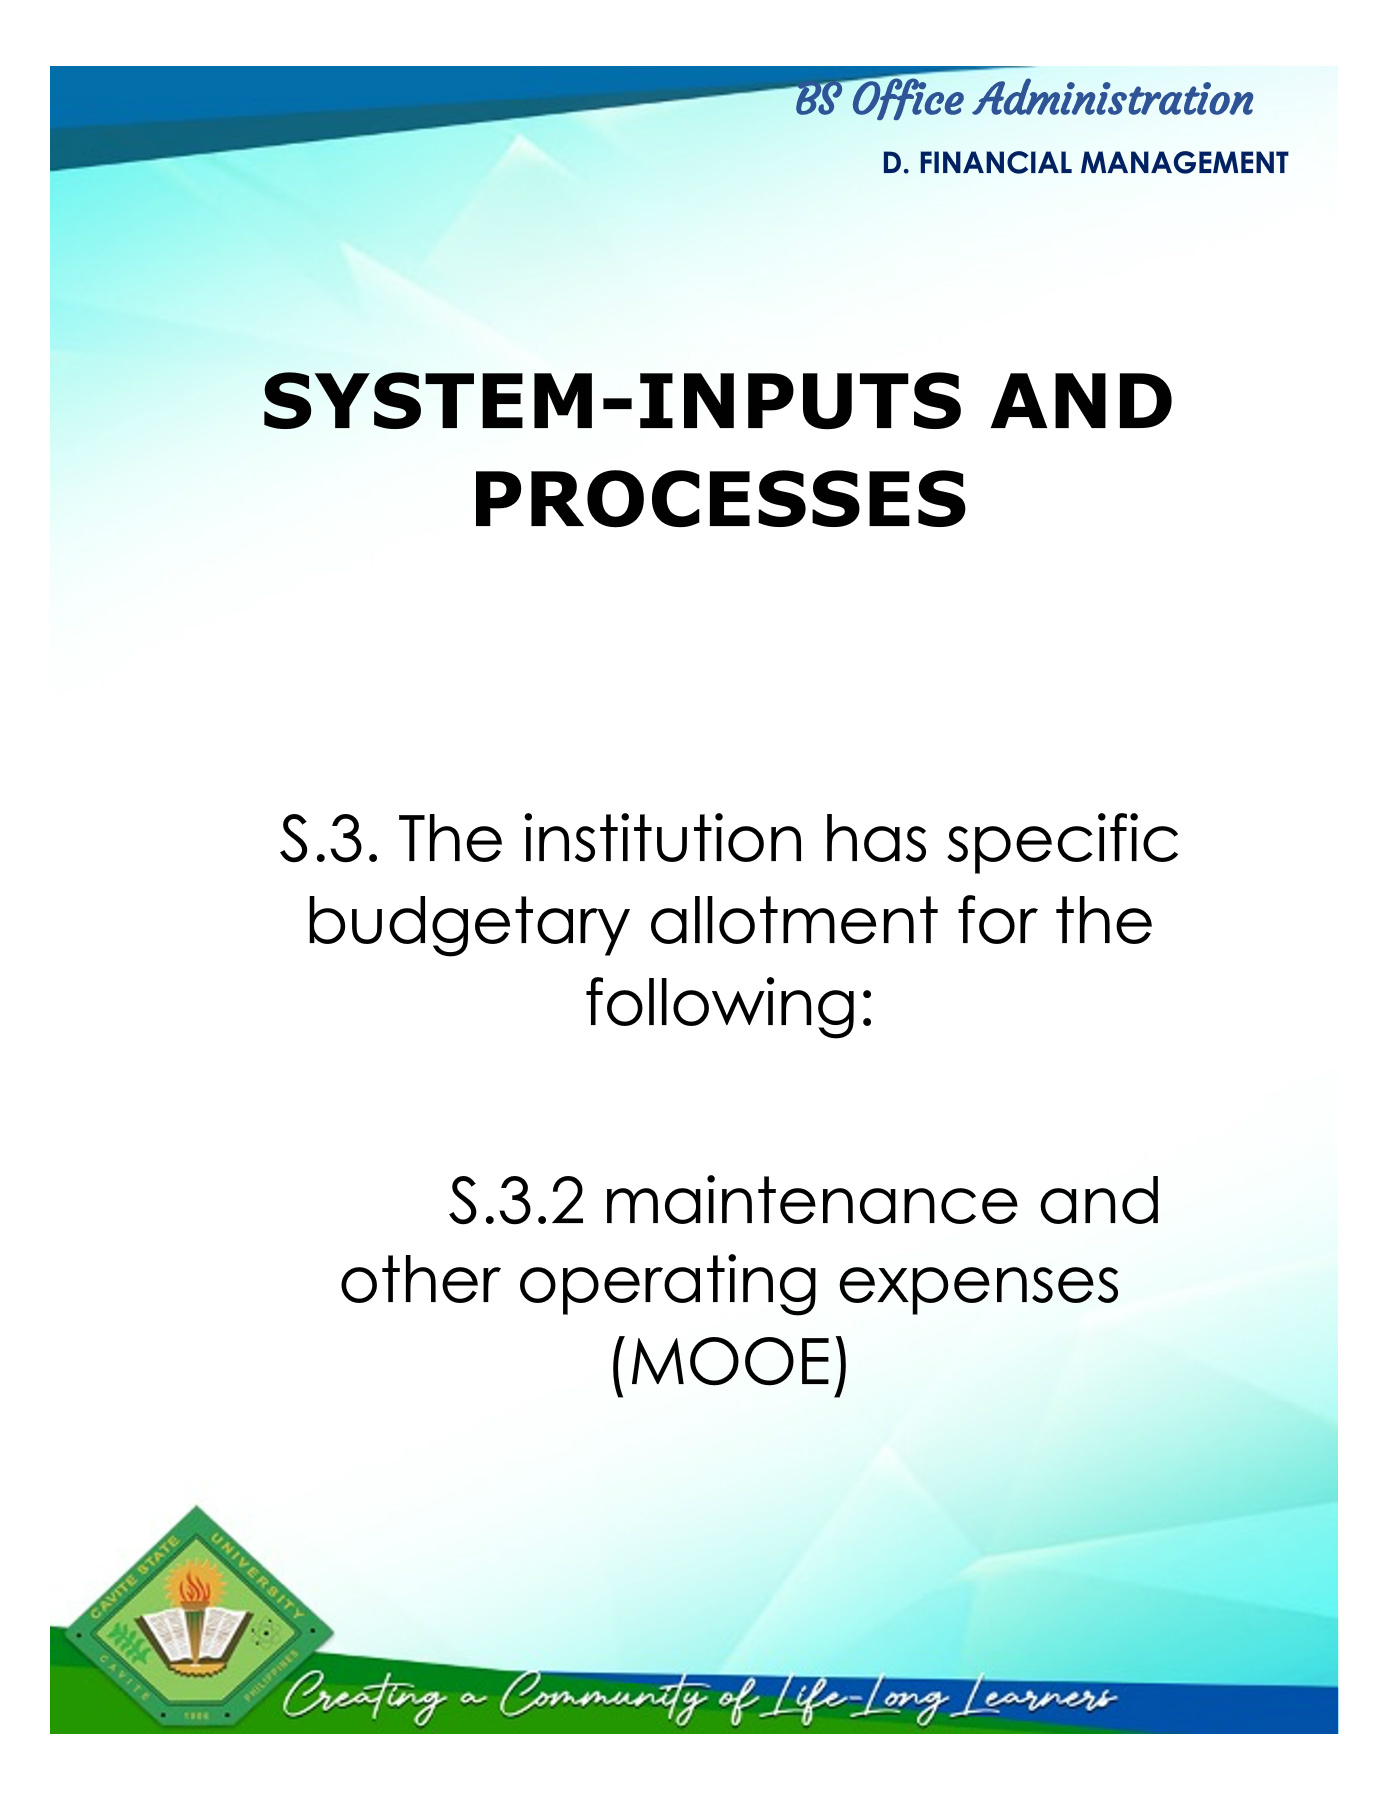 BS Office Administration
D. FINANCIAL MANAGEMENT
SYSTEM-INPUTS AND
PROCESSES
S.3. The institution has specific
budgetary allotment for the
following:
S.3.2 maintenance and
other operating expenses
(MOOE)
CAVITE STATE UNIVERSITY
CAVITE PHILIPPINES
1906
Creating a Community of Life-Long Learners